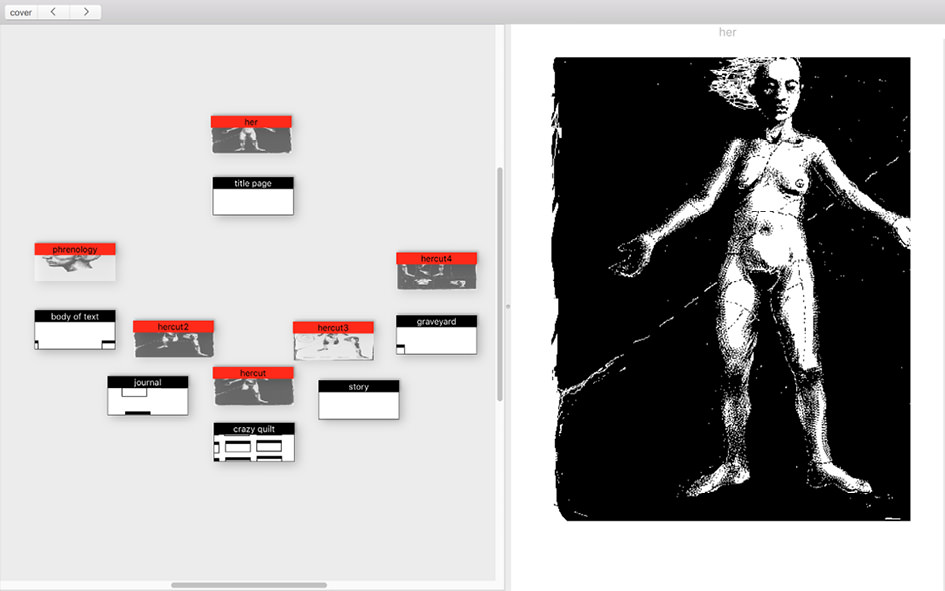 cover
her
her
title page
phrenology
hercut4
body of text
hercut2
hercut3
graveyard
hercut
journal
story
crazy quilt